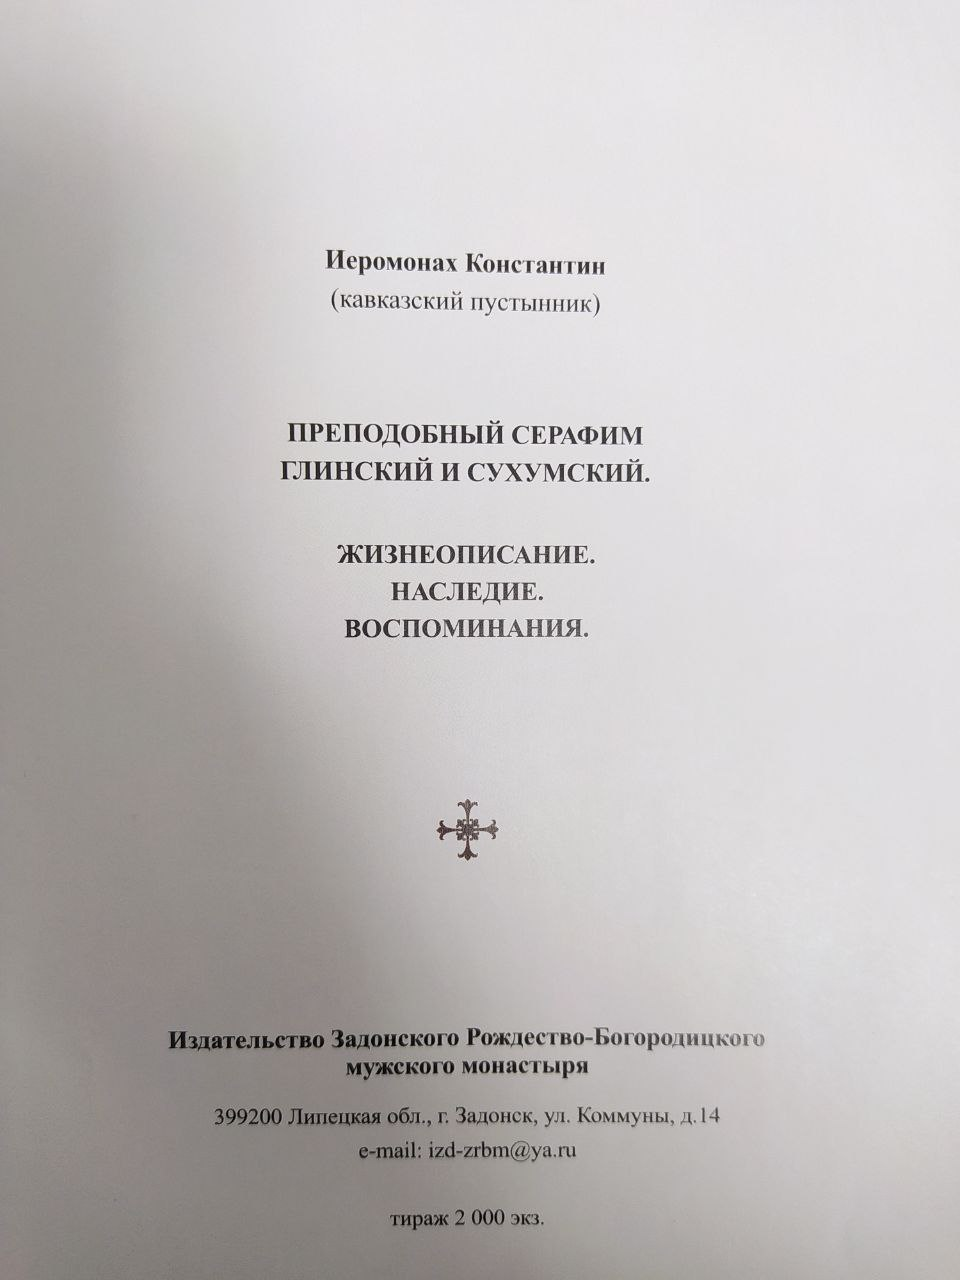 Иеромонах Константин
(кавказский пустынник)
ПРЕПОДОБНЫЙ СЕРАФИМ
ГЛИНСКИЙ И СУХУМСКИЙ.
ЖИЗНЕОПИСАНИЕ.
НАСЛЕДИЕ.
ВОСПОМИНАНИЯ.
Издательство Задонского Рождество-Богородицкого
мужского монастыря
399200 Липецкая обл., г. Задонск, ул. Коммуны, д.14
e-mail: izd-zrbm@ya.ru
тираж 2 000 экз.